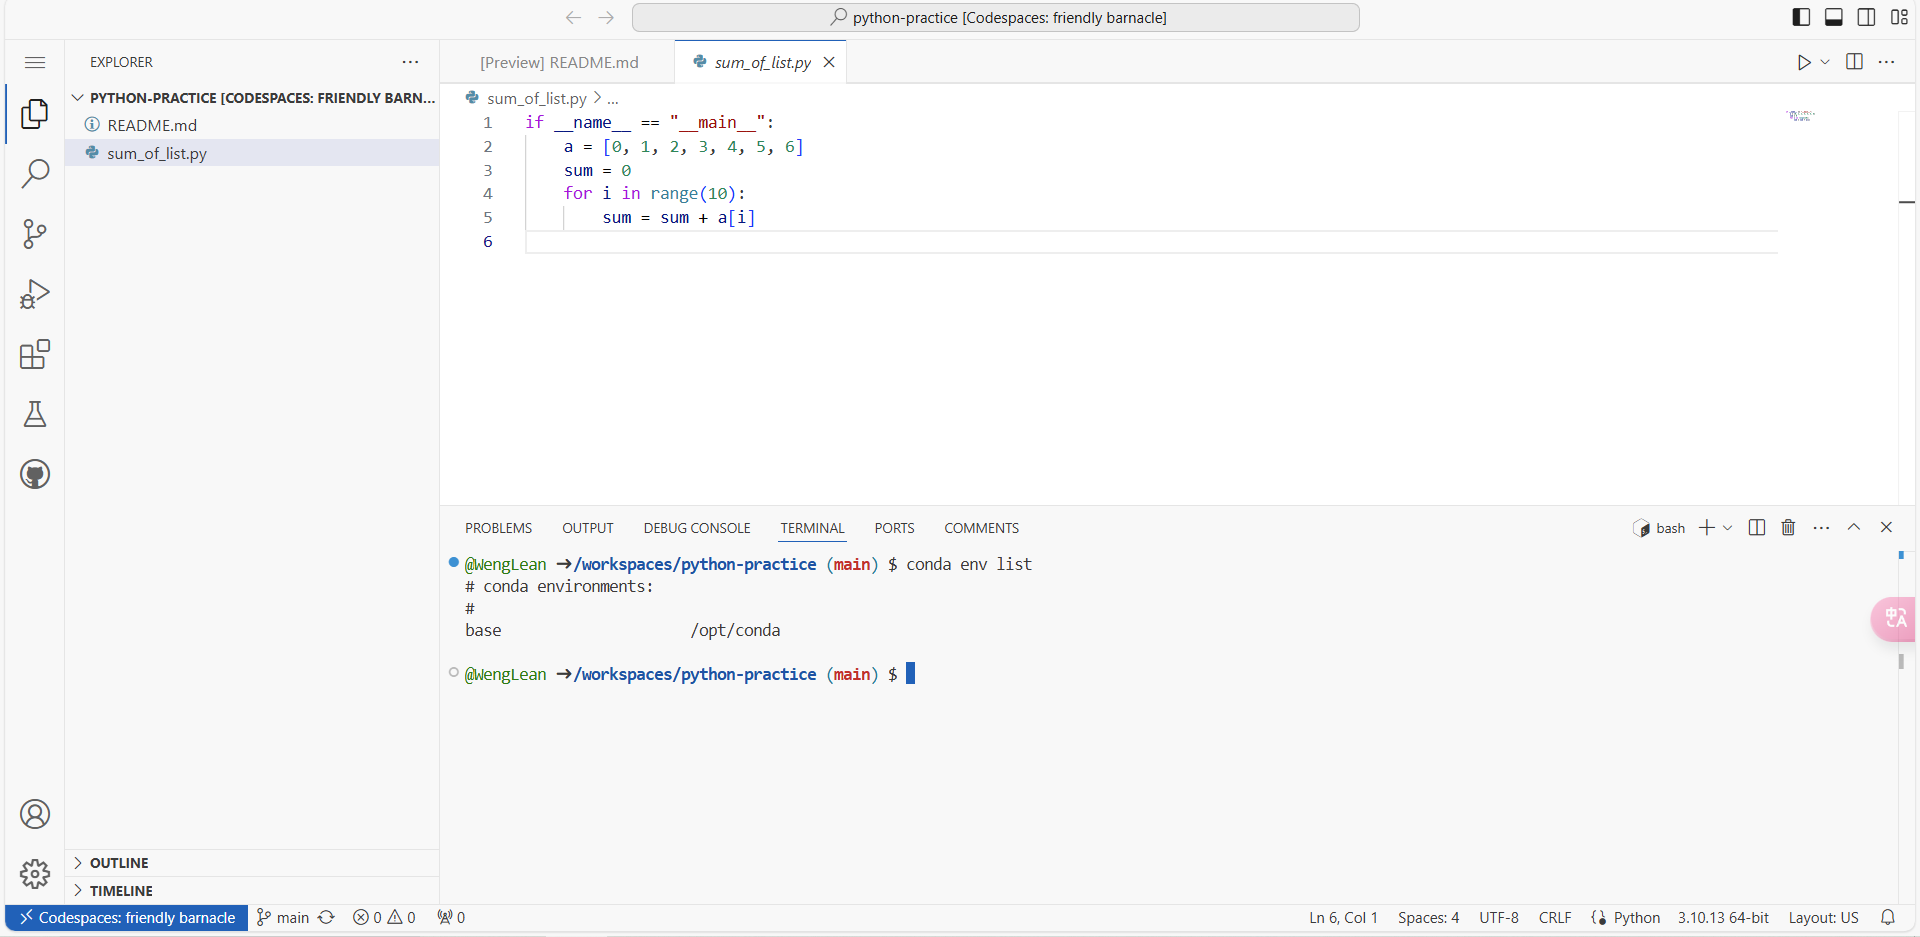 python-practice [Codespaces: friendly barnacle]
EXPLORER
PYTHON-PRACTICE [CODESPACES: FRIENDLY BARN...
README.md
sum_of_list.py
OUTLINE
TIMELINE
[Preview] README.md
sum_of_list.py
sum_of_list.py > ...
1 if __name__ == "__main__":
2 a = [0, 1, 2, 3, 4, 5, 6]
3 sum = 0
4 for i in range(10):
5 sum = sum + a[i]
6
PROBLEMS OUTPUT DEBUG CONSOLE TERMINAL PORTS COMMENTS
bash
@WengLean ➜/workspaces/python-practice (main) $ conda env list
# conda environments:
#
base /opt/conda
@WengLean ➜/workspaces/python-practice (main) $
中A
Codespaces: friendly barnacle main 0 0 0 Ln 6, Col 1 Spaces: 4 UTF-8 CRLF Python 3.10.13 64-bit Layout: US